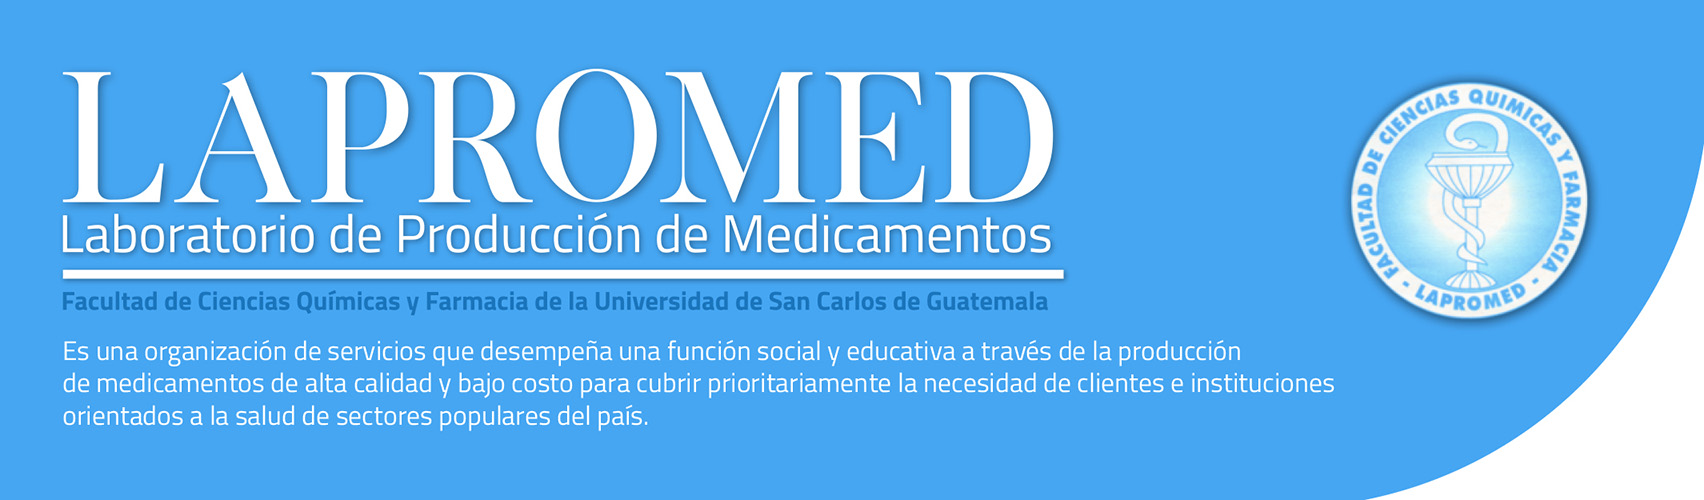 LAPROMED
Laboratorio de Producción de Medicamentos
Facultad de Ciencias Químicas y Farmacia de la Universidad de San Carlos de Guatemala
Es una organización de servicios que desempeña una función social y educativa a través de la producción
de medicamentos de alta calidad y bajo costo para cubrir prioritariamente la necesidad de clientes e instituciones
orientados a la salud de sectores populares del país.
FACULTAD DE CIENCIAS QUIMICAS Y FARMACIA
- LAPROMED -